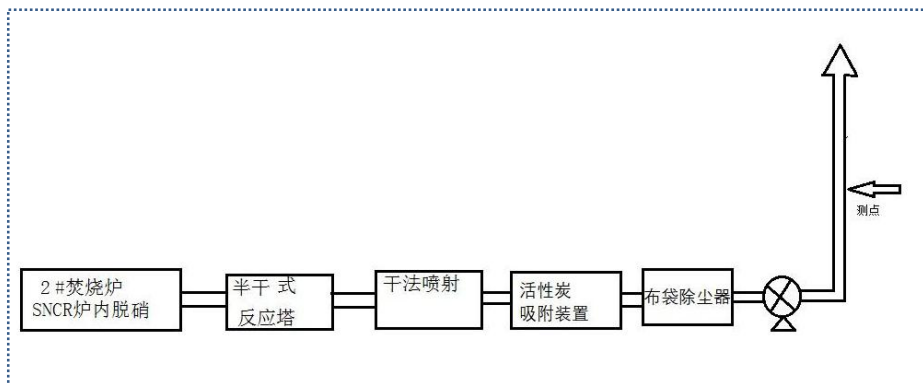 2#焚烧炉
SNCR炉内脱硝
半干 式
反应塔
干法喷射
活性炭
吸附装置
布袋除尘器
测点